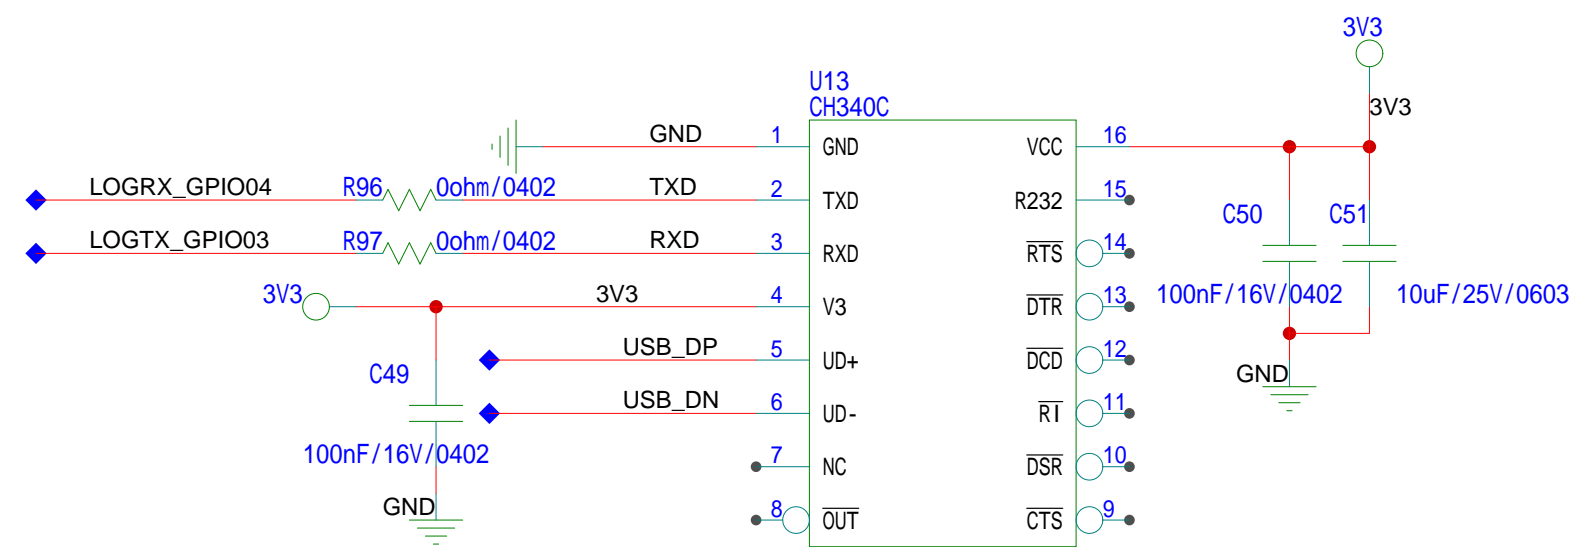 3V3
3V3
U13
CH340C
GND 1 GND VCC 16
LOGRX_GPIO04 R96 0ohm/0402 TXD 2 TXD R232 15
LOGTX_GPIO03 R97 0ohm/0402 RXD 3 RXD RTS 14
3V3 3V3 4 V3 DTR 13
USB_DP 5 UD+ DCD 12
USB_DN 6 UD- RI 11
7 NC DSR 10
8 OUT CTS 9
C49
100nF/16V/0402
GND
C50 C51
100nF/16V/0402 10uF/25V/0603
GND